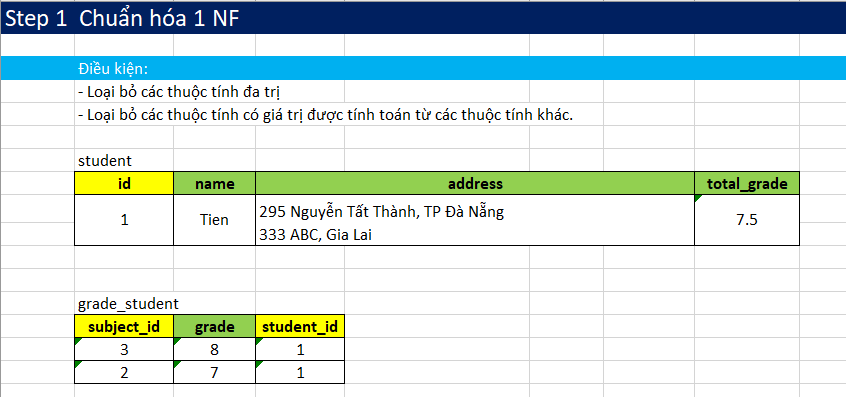 Step 1 Chuẩn hóa 1 NF
Điều kiện:
- Loại bỏ các thuộc tính đa trị
- Loại bỏ các thuộc tính có giá trị được tính toán từ các thuộc tính khác.
student
id name address total_grade
1 Tien 295 Nguyễn Tất Thành, TP Đà Nẵng 7.5
333 ABC, Gia Lai
grade_student
subject_id grade student_id
3 8 1
2 7 1